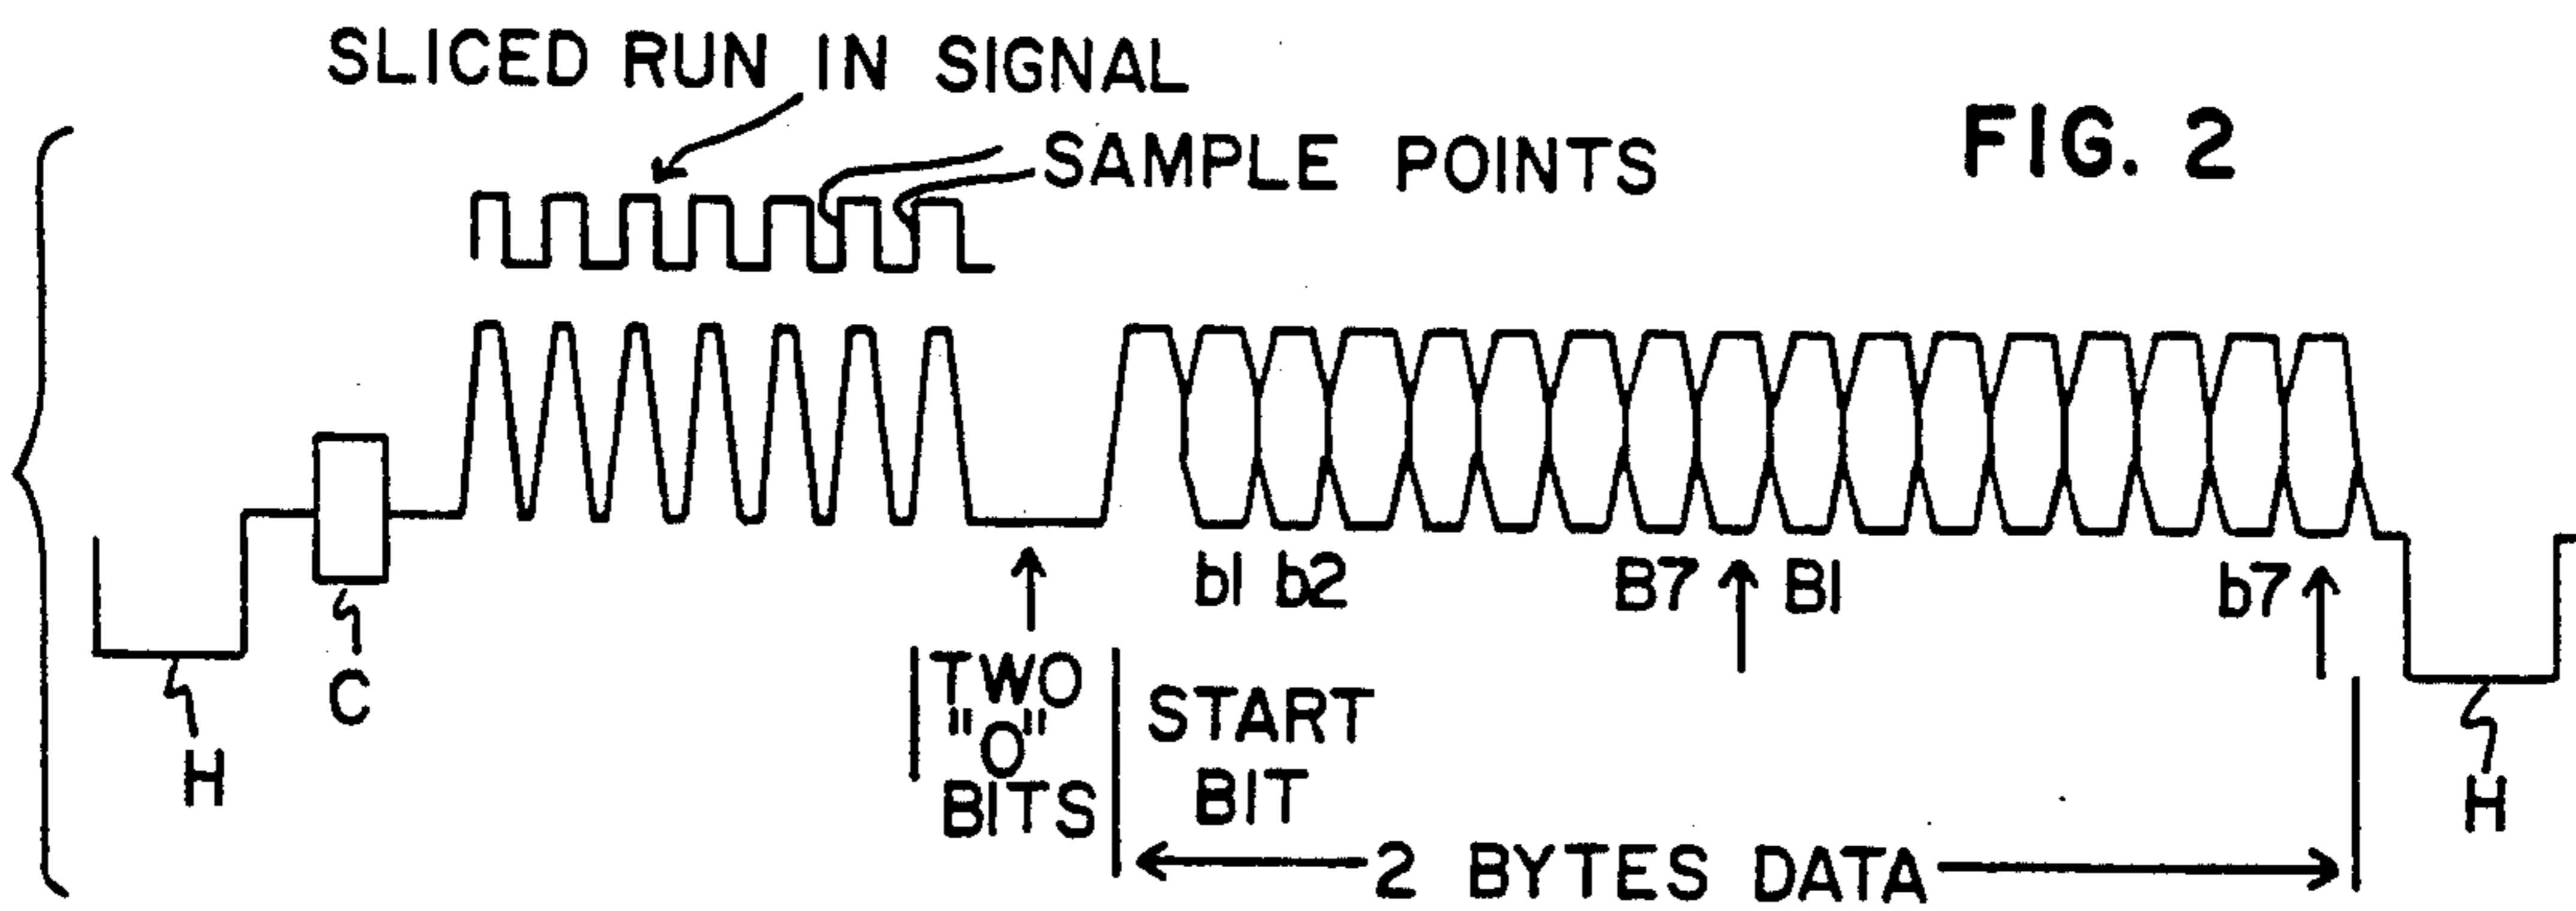 SLICED RUN IN SIGNAL
SAMPLE POINTS
FIG. 2
b1 b2
B7 B1
b7
C
H
TWO
"O"
BITS
START
BIT
H
2 BYTES DATA